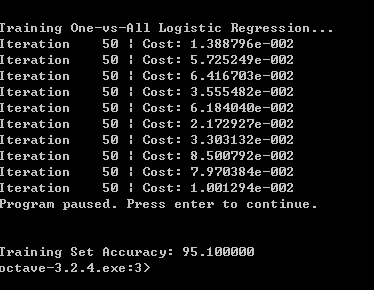 Training One-vs-All Logistic Regression...
Iteration    50 | Cost: 1.388796e-002
Iteration    50 | Cost: 5.725249e-002
Iteration    50 | Cost: 6.416703e-002
Iteration    50 | Cost: 3.555482e-002
Iteration    50 | Cost: 6.184040e-002
Iteration    50 | Cost: 2.172927e-002
Iteration    50 | Cost: 3.303132e-002
Iteration    50 | Cost: 8.500792e-002
Iteration    50 | Cost: 7.970384e-002
Iteration    50 | Cost: 1.001294e-002
Program paused. Press enter to continue.
Training Set Accuracy: 95.100000
octave-3.2.4.exe:3>